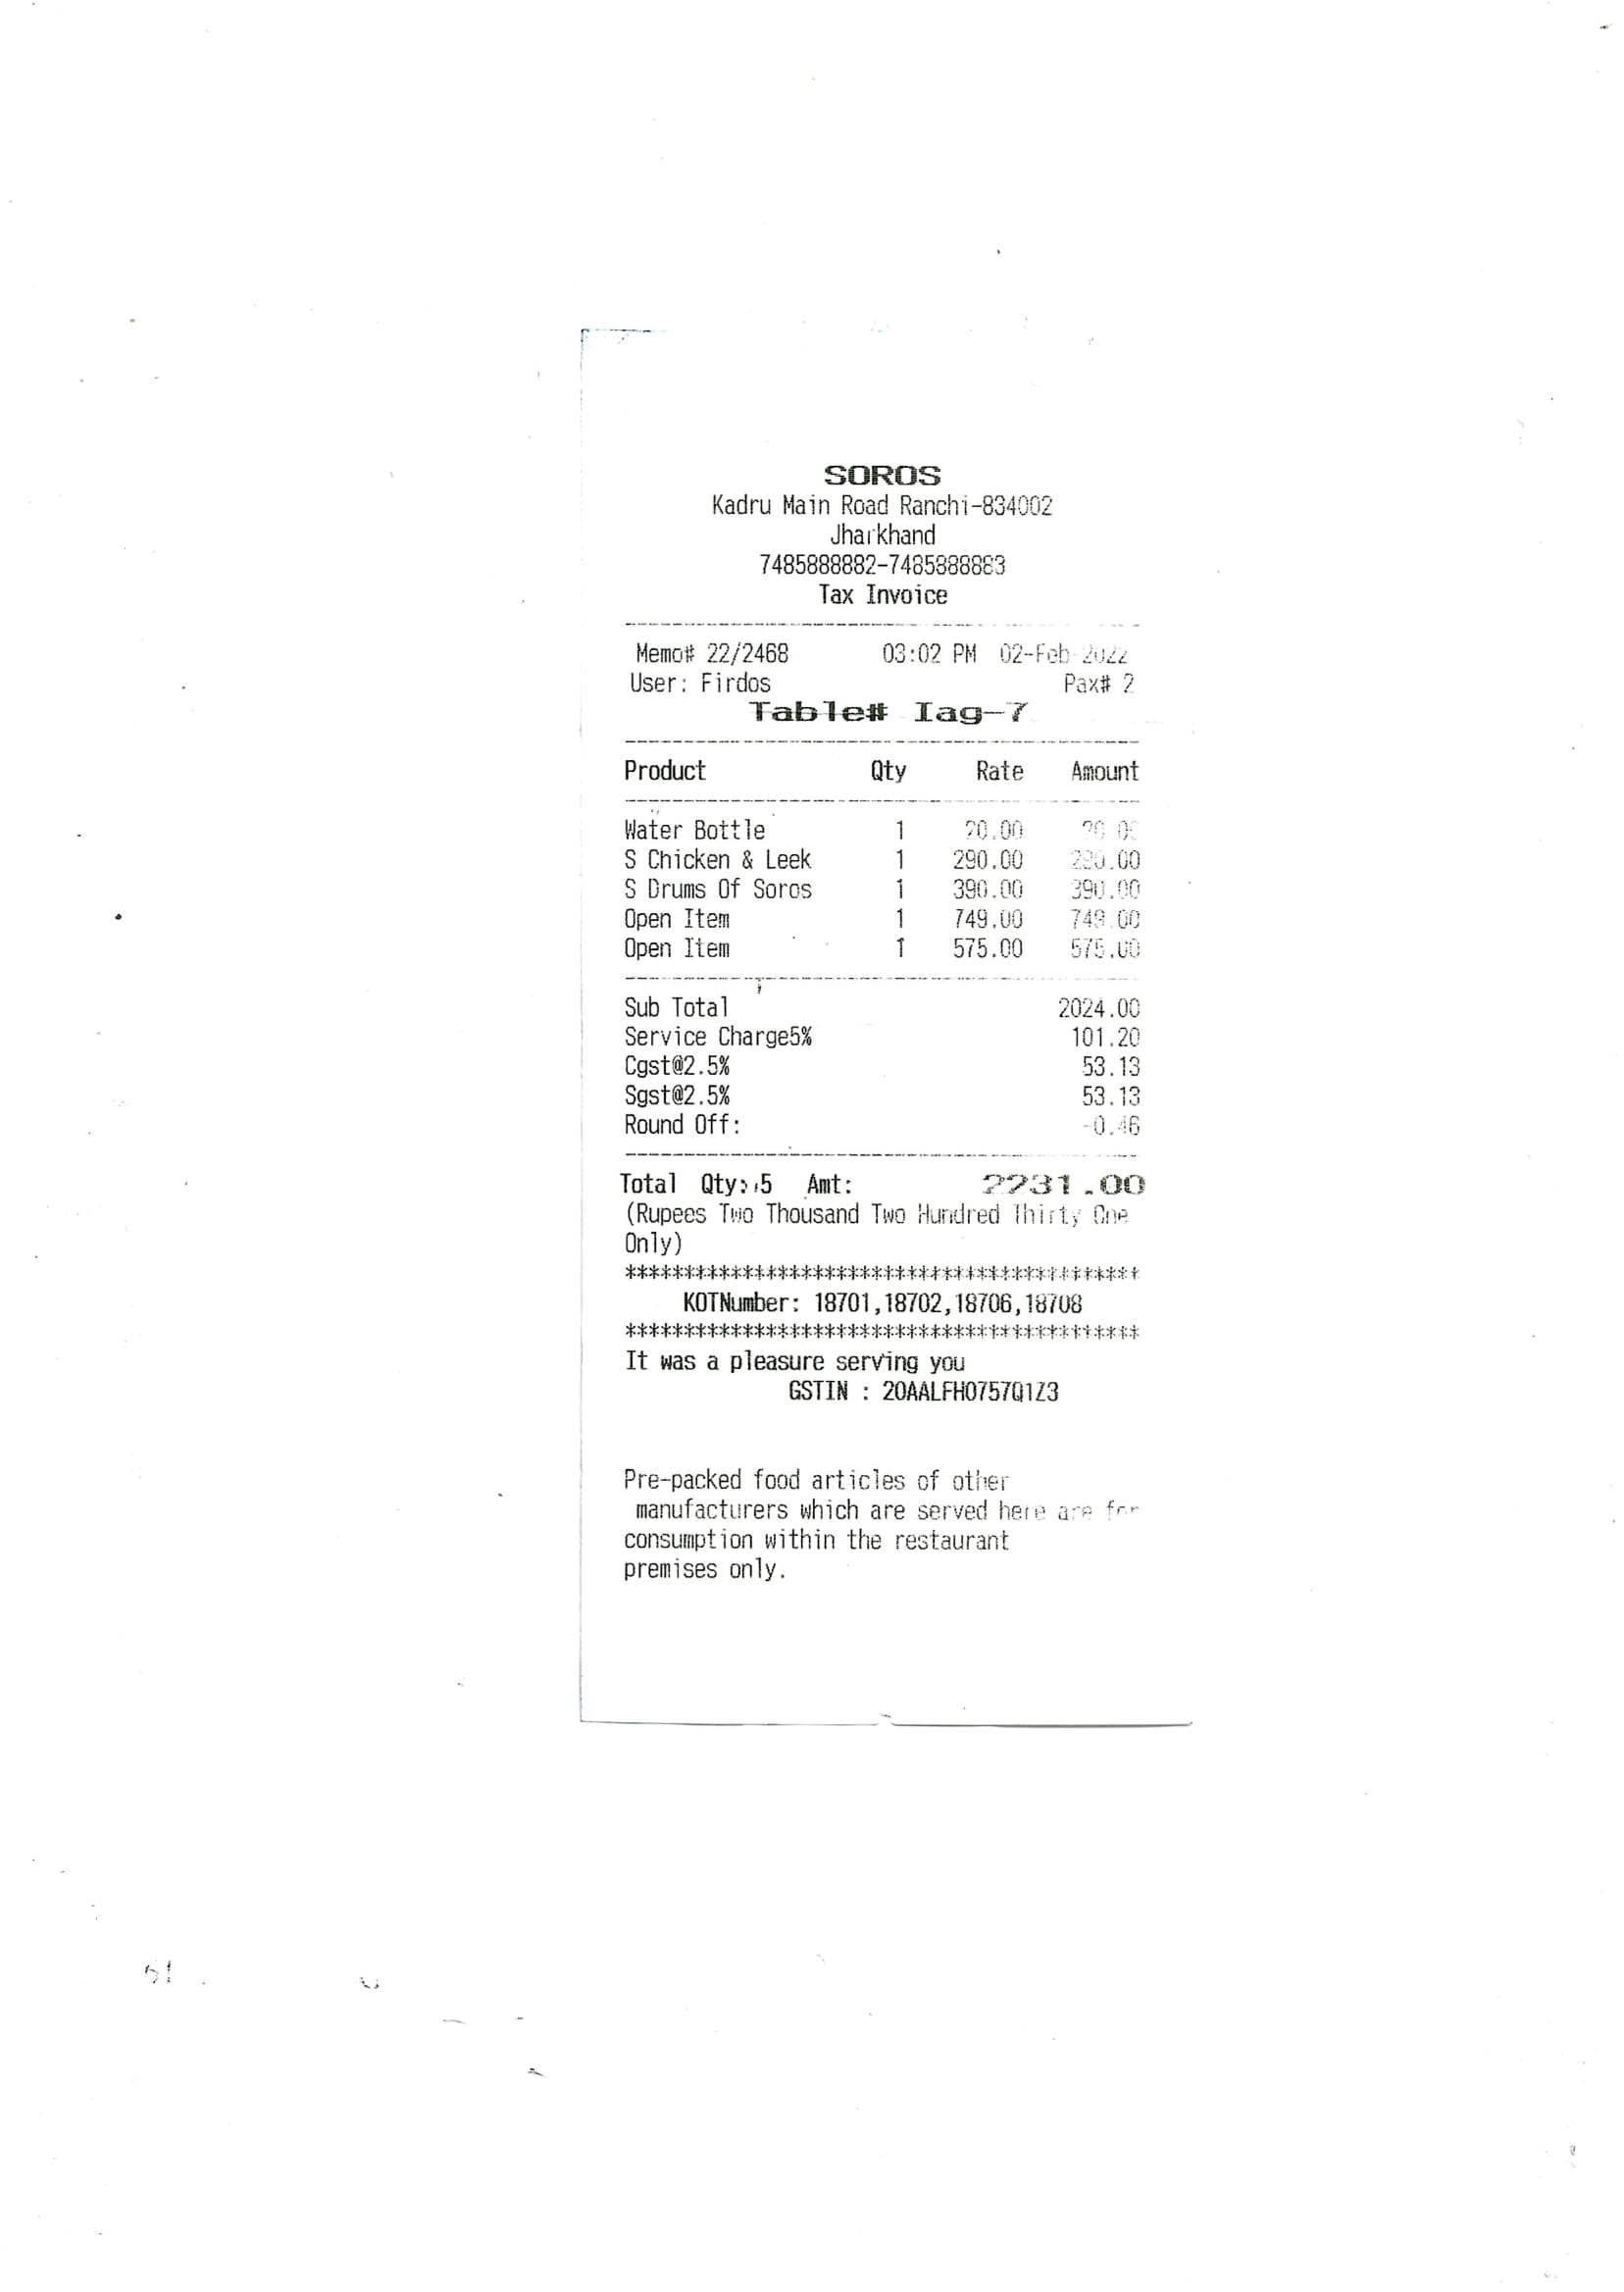 SOROS
Kadru Main Road Ranchi-834002
Jharkhand
7485888882-7485888883
Tax Invoice
Memo# 22/2468 03:02 PM 02-Feb-2022
User: Firdos Pax# 2
Table# Iag-7
Product Qty Rate Amount
Water Bottle 1 20.00 20.00
S Chicken & Leek 1 290.00 290.00
S Drums Of Soros 1 390.00 390.00
Open Item 1 749.00 749.00
Open Item 1 575.00 575.00
Sub Total 2024.00
Service Charge5% 101.20
Cgst@2.5% 53.13
Sgst@2.5% 53.13
Round Off: -0.46
Total Qty: 5 Amt: 2231.00
(Rupees Two Thousand Two Hundred Thirty One
Only)
********************************************
KOTNumber: 18701,18702,18706,18708
********************************************
It was a pleasure serving you
GSTIN : 20AALFH0757Q1Z3
Pre-packed food articles of other
manufacturers which are served here are for
consumption within the restaurant
premises only.